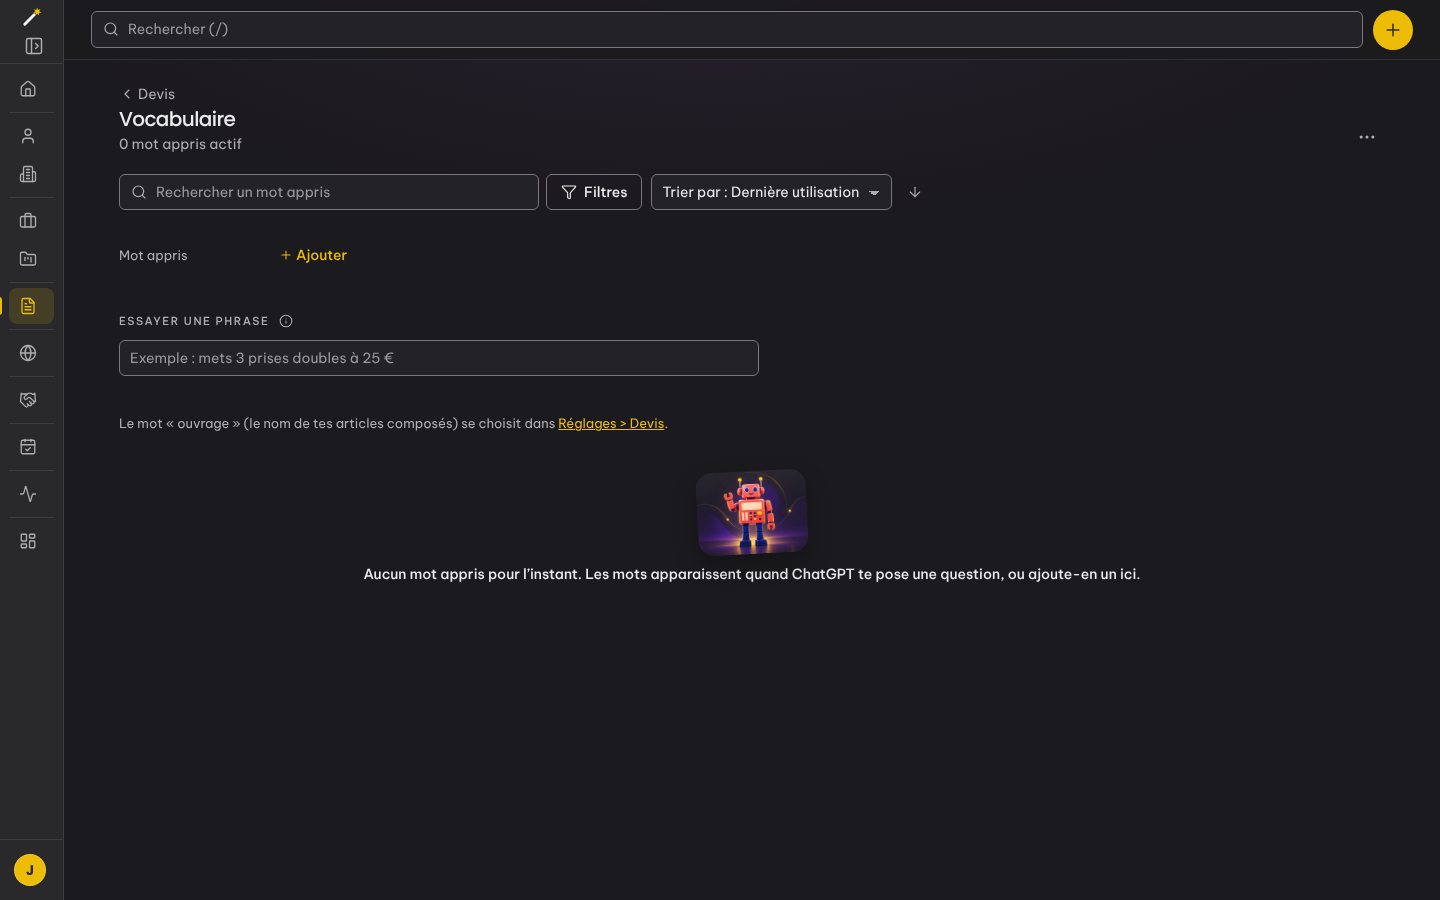 Rechercher (/)
Devis
Vocabulaire
0 mot appris actif
Rechercher un mot appris
Filtres
Trier par : Dernière utilisation
Mot appris
+ Ajouter
ESSAYER UNE PHRASE
Exemple : mets 3 prises doubles à 25 €
Le mot « ouvrage » (le nom de tes articles composés) se choisit dans Réglages > Devis.
Aucun mot appris pour l'instant. Les mots apparaissent quand ChatGPT te pose une question, ou ajoute-en un ici.
J